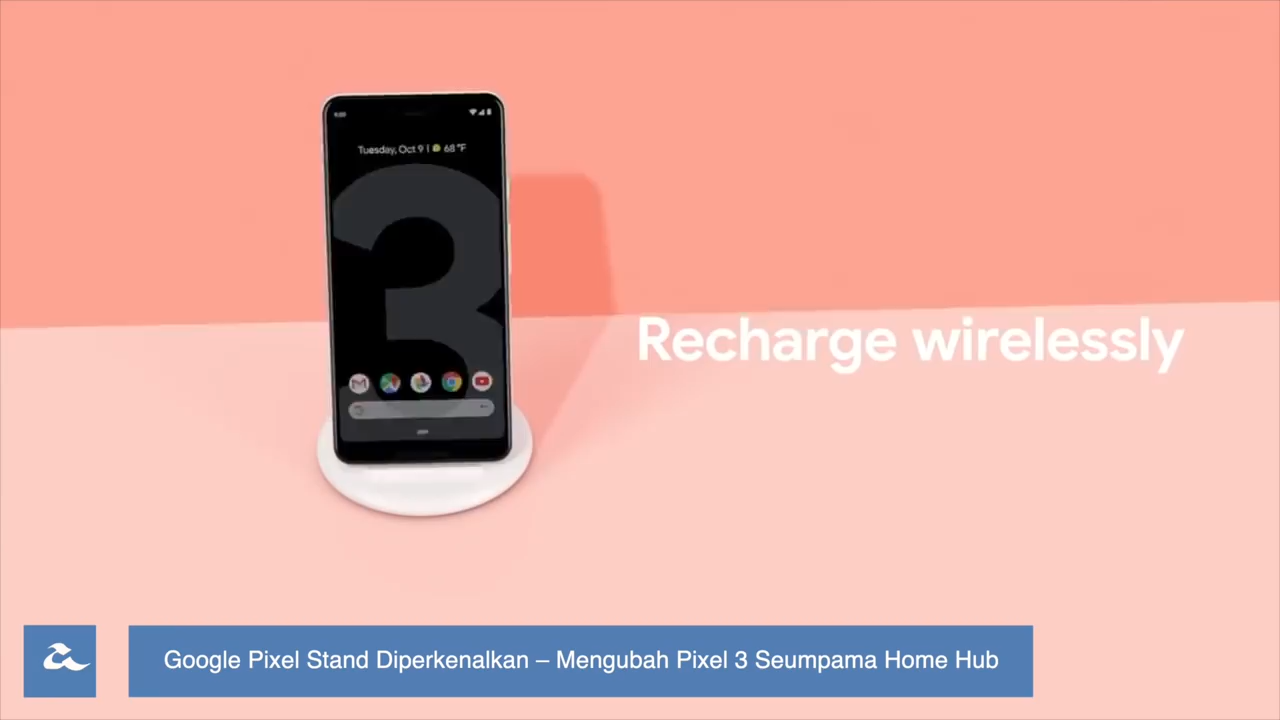 Tuesday, Oct 9 | 68 °F
Recharge wirelessly
Google Pixel Stand Diperkenalkan – Mengubah Pixel 3 Seumpama Home Hub